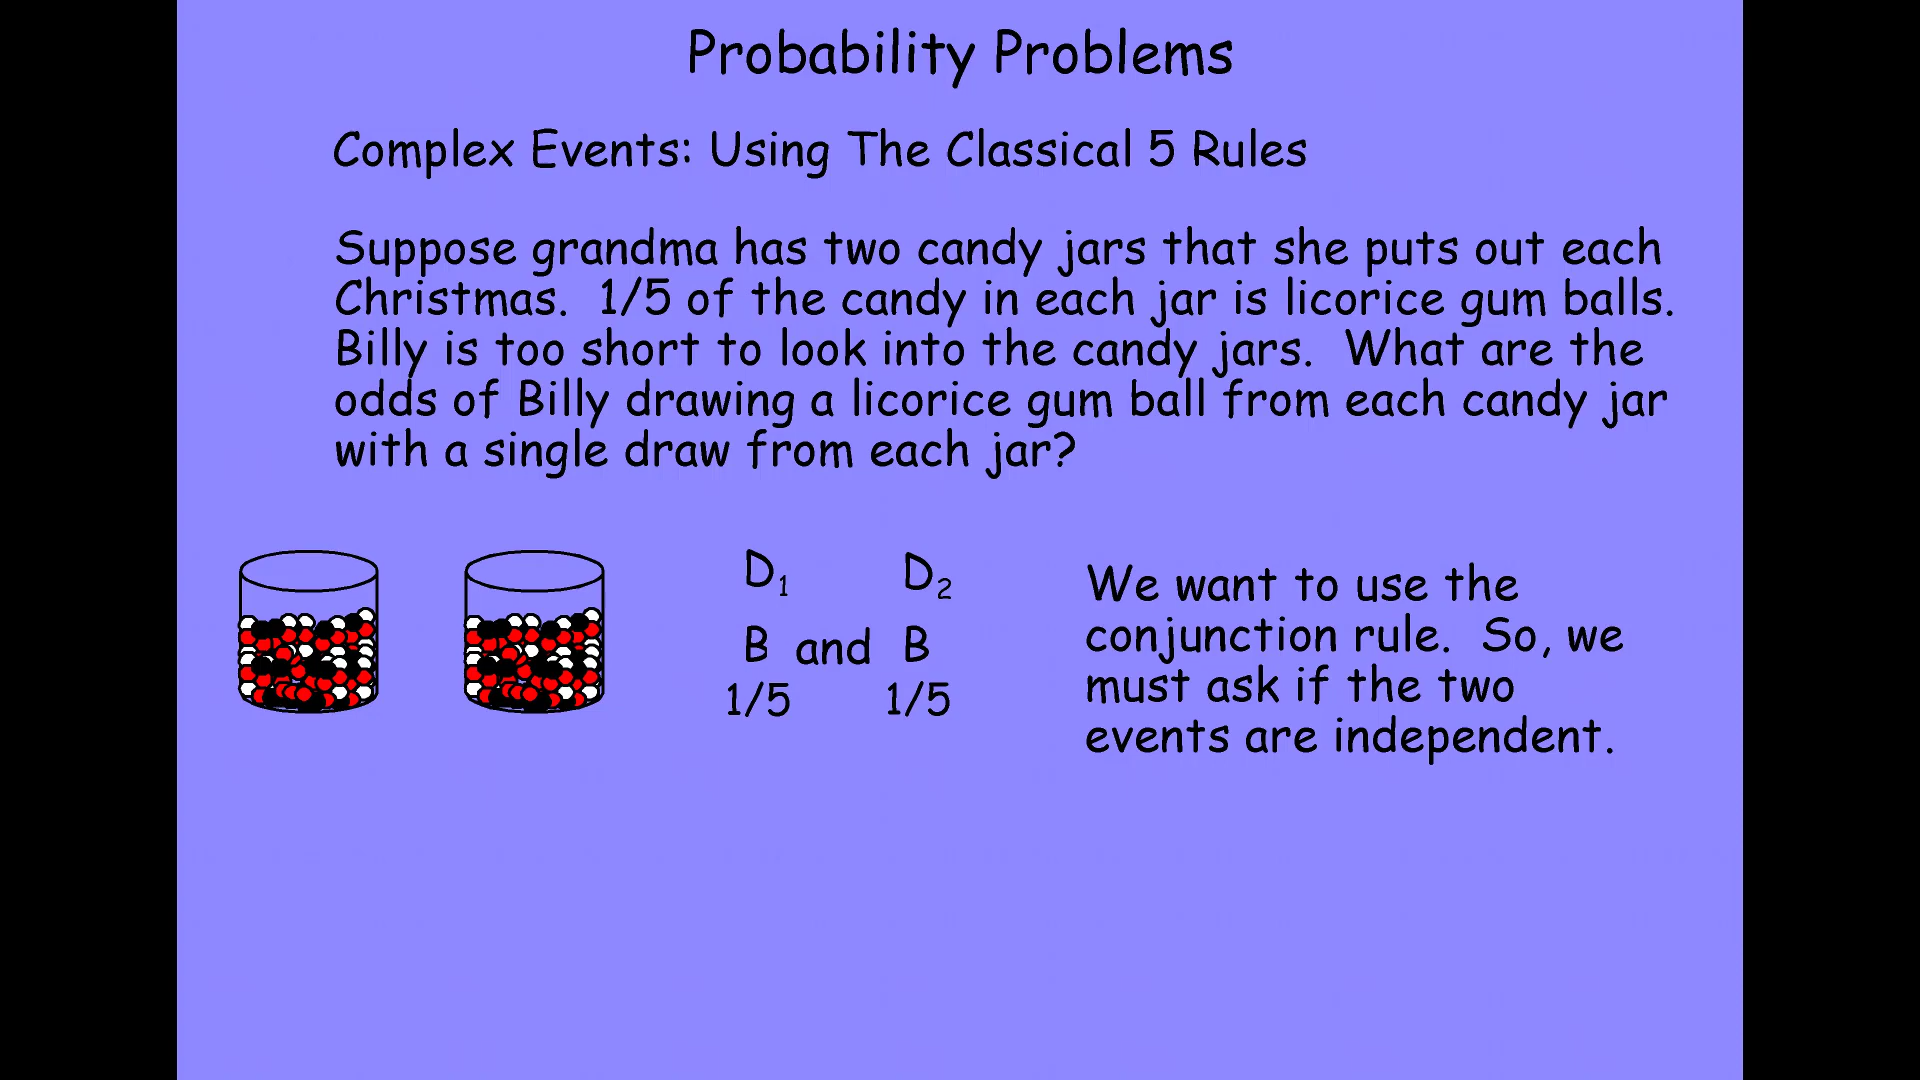 Probability Problems
Complex Events: Using The Classical 5 Rules
Suppose grandma has two candy jars that she puts out each
Christmas.  1/5 of the candy in each jar is licorice gum balls.
Billy is too short to look into the candy jars.  What are the
odds of Billy drawing a licorice gum ball from each candy jar
with a single draw from each jar?
D₁ D₂
B and B
1/5 1/5
We want to use the
conjunction rule.  So, we
must ask if the two
events are independent.